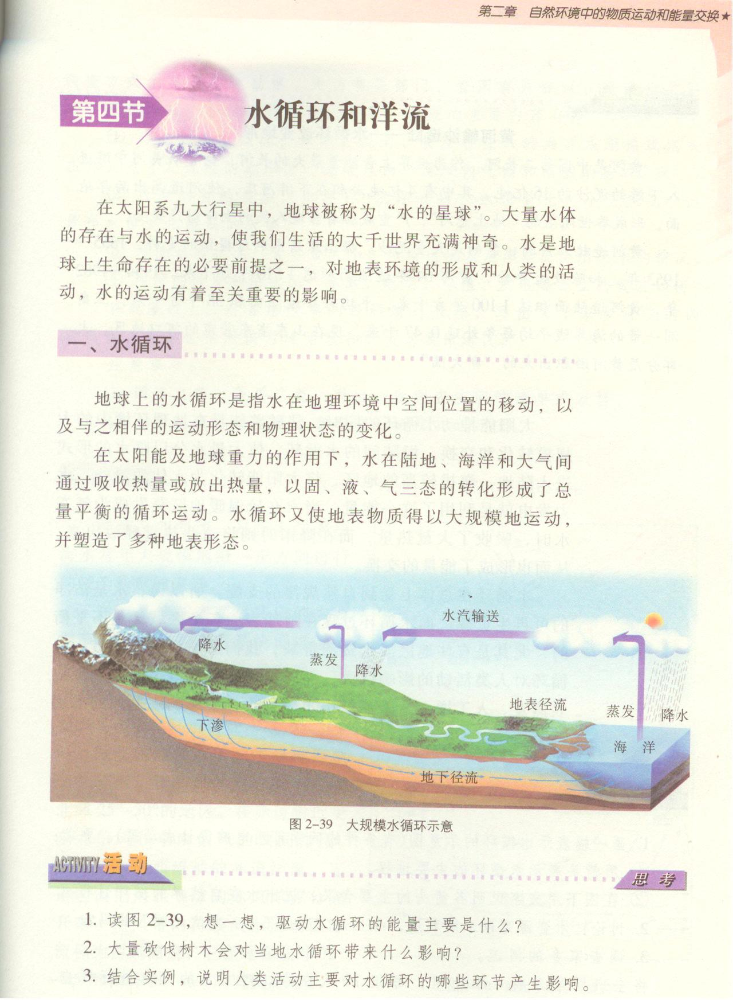 第二章 自然环境中的物质运动和能量交换★
第四节
水循环和洋流
在太阳系九大行星中，地球被称为“水的星球”。大量水体
的存在与水的运动，使我们生活的大千世界充满神奇。水是地
球上生命存在的必要前提之一，对地表环境的形成和人类的活
动，水的运动有着至关重要的影响。
一、水循环
地球上的水循环是指水在地理环境中空间位置的移动，以
及与之相伴的运动形态和物理状态的变化。
在太阳能及地球重力的作用下，水在陆地、海洋和大气间
通过吸收热量或放出热量，以固、液、气三态的转化形成了总
量平衡的循环运动。水循环又使地表物质得以大规模地运动，
并塑造了多种地表形态。
水汽输送
降水
蒸发
降水
地表径流
蒸发
降水
下渗
海 洋
地下径流
图 2-39 大规模水循环示意
ACTIVITY 活动
思考
1. 读图 2-39，想一想，驱动水循环的能量主要是什么？
2. 大量砍伐树木会对当地水循环带来什么影响？
3. 结合实例，说明人类活动主要对水循环的哪些环节产生影响。